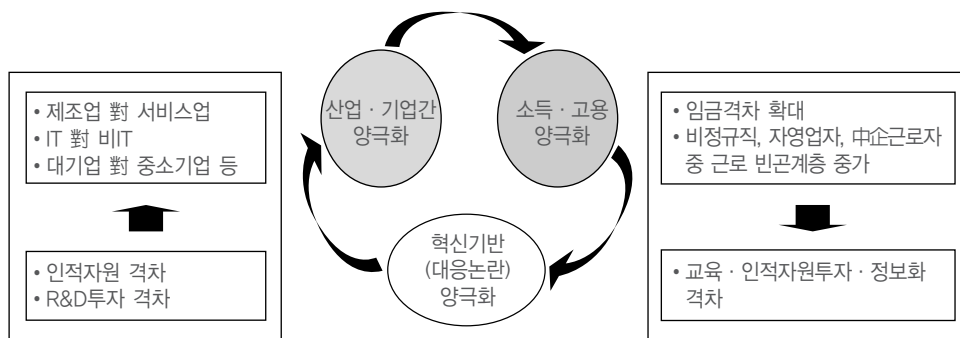 • 제조업 對 서비스업
• IT 對 비IT
• 대기업 對 중소기업 등
• 인적자원 격차
• R&D투자 격차
산업 · 기업간
양극화
소득 · 고용
양극화
혁신기반
(대응논란)
양극화
• 임금격차 확대
• 비정규직, 자영업자, 中企근로자
중 근로 빈곤계층 중가
• 교육 · 인적자원투자 · 정보화
격차